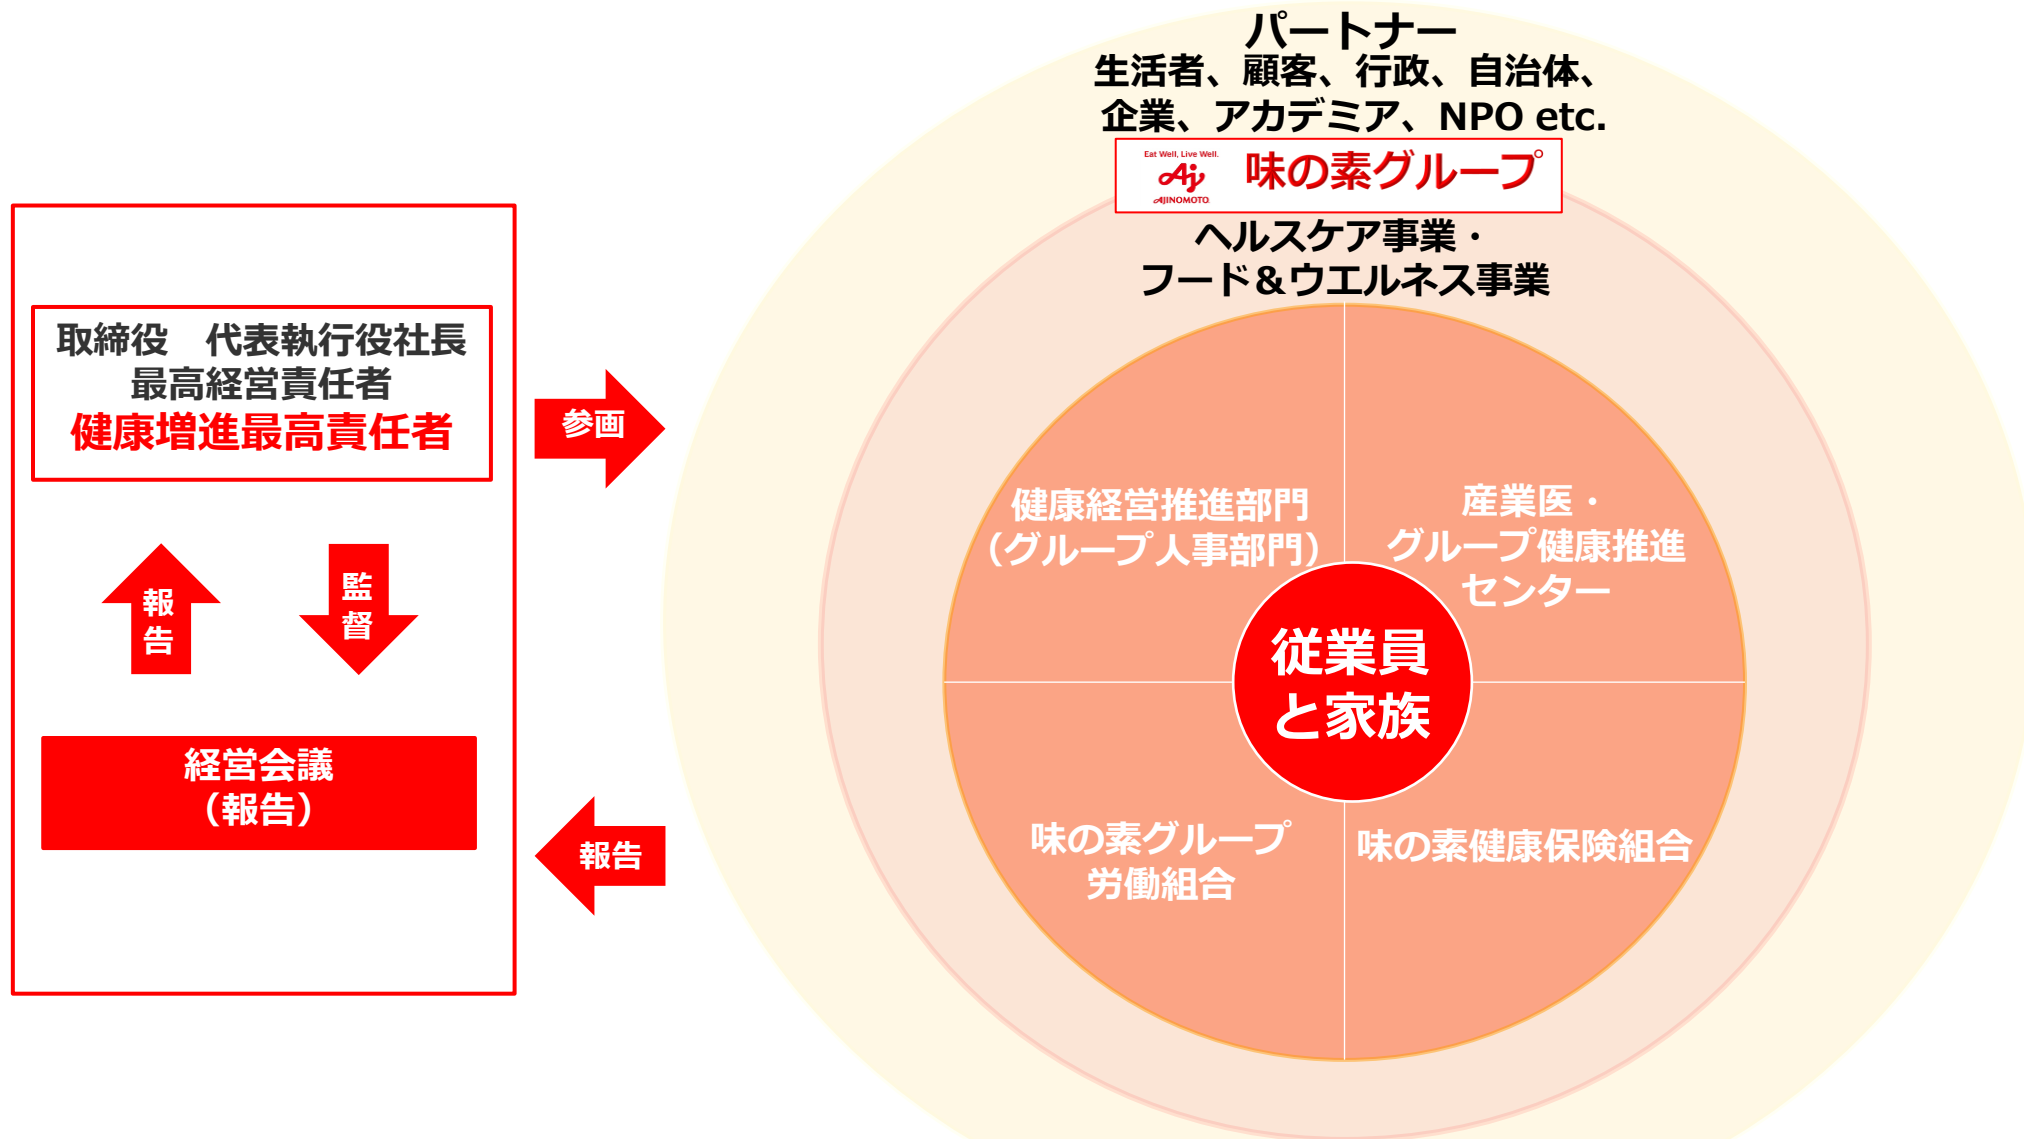 パートナー
生活者、顧客、行政、自治体、
企業、アカデミア、NPO etc.
Eat Well, Live Well.
AJINOMOTO
味の素グループ
ヘルスケア事業・
フード＆ウエルネス事業
取締役　代表執行役社長
最高経営責任者
健康増進最高責任者
報告
監督
経営会議
（報告）
参画
報告
健康経営推進部門
（グループ人事部門）
産業医・
グループ健康推進
センター
従業員
と家族
味の素グループ
労働組合
味の素健康保険組合